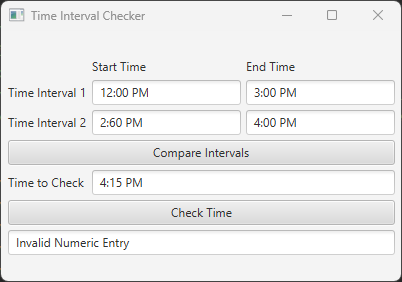 Time Interval Checker
Start Time End Time
Time Interval 1 12:00 PM 3:00 PM
Time Interval 2 2:60 PM 4:00 PM
Compare Intervals
Time to Check 4:15 PM
Check Time
Invalid Numeric Entry